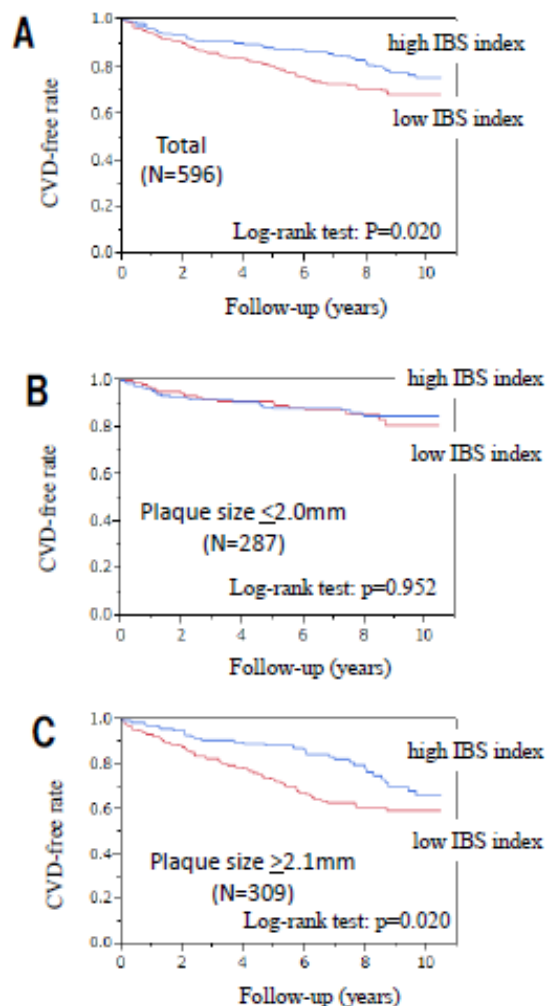 A
CVD-free rate
1.0
0.8
0.6
0.4
0.2
0.0
high IBS index
low IBS index
Total
(N=596)
Log-rank test: P=0.020
0 2 4 6 8 10
Follow-up (years)
B
CVD-free rate
1.0
0.8
0.6
0.4
0.2
0.0
high IBS index
low IBS index
Plaque size ≤2.0mm
(N=287)
Log-rank test: p=0.952
0 2 4 6 8 10
Follow-up (years)
C
CVD-free rate
1.0
0.8
0.6
0.4
0.2
0.0
high IBS index
low IBS index
Plaque size ≥2.1mm
(N=309)
Log-rank test: p=0.020
0 2 4 6 8 10
Follow-up (years)